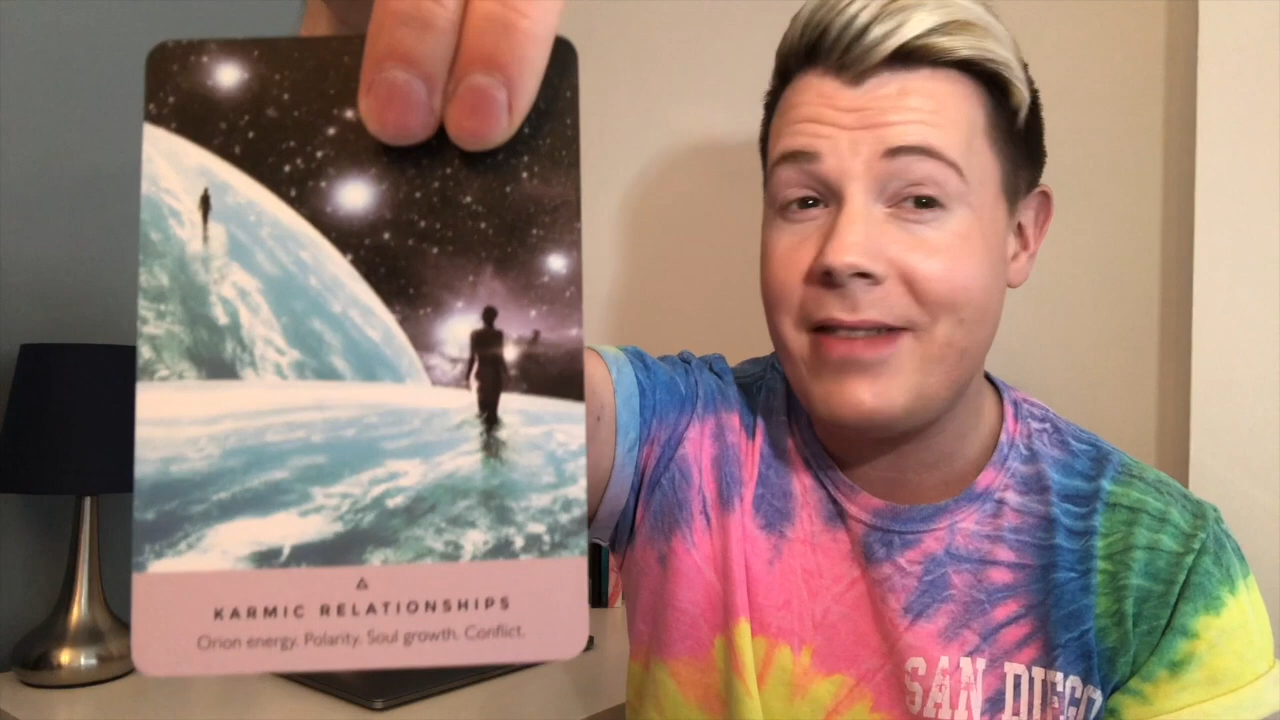 KARMIC RELATIONSHIPS
Orion energy. Polarity. Soul growth. Conflict.
SAN DIEGO